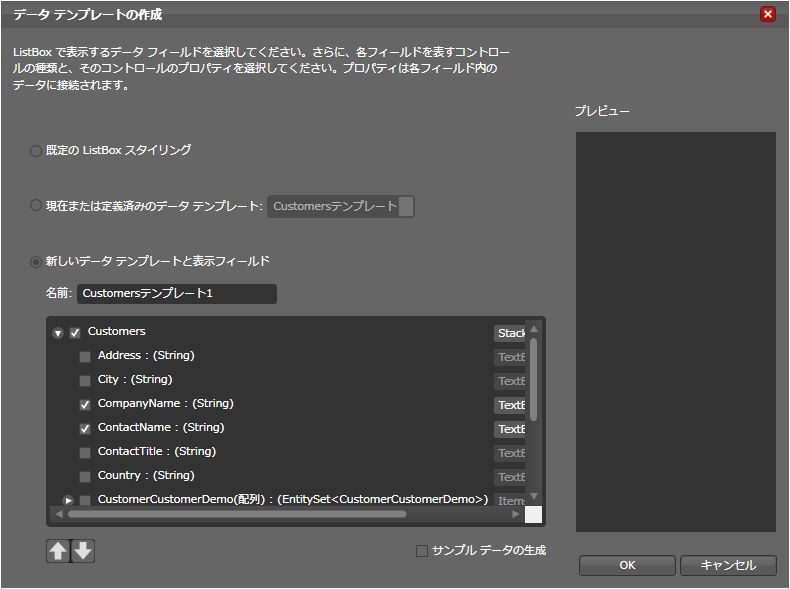 データ テンプレートの作成
ListBox で表示するデータ フィールドを選択してください。さらに、各フィールドを表すコントロー
ルの種類と、そのコントロールのプロパティを選択してください。プロパティは各フィールド内の
データに接続されます。
プレビュー
既定の ListBox スタイリング
現在または定義済みのデータ テンプレート: Customersテンプレート
新しいデータ テンプレートと表示フィールド
名前: Customersテンプレート1
Customers Stack
Address : (String) TextB
City : (String) TextB
CompanyName : (String) TextB
ContactName : (String) TextB
ContactTitle : (String) TextB
Country : (String) TextB
CustomerCustomerDemo(配列) : (EntitySet<CustomerCustomerDemo>) Items
サンプル データの生成
OK キャンセル